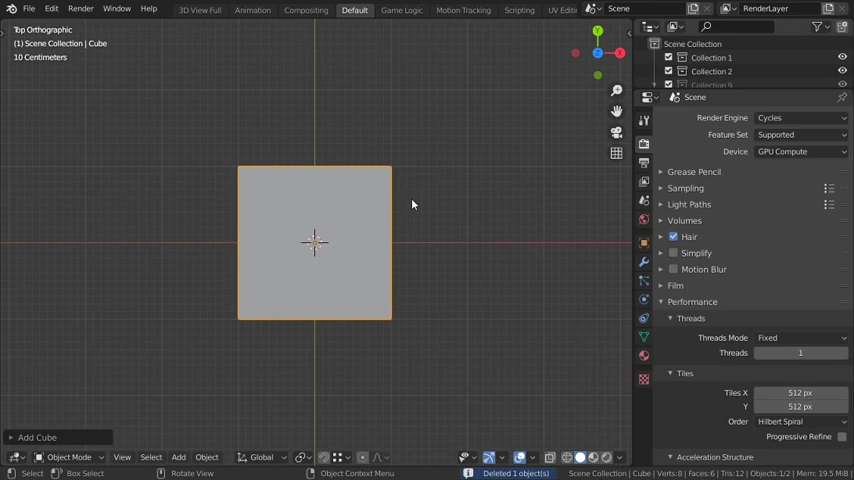 File Edit Render Window Help 3D View Full Animation Compositing Default Game Logic Motion Tracking Scripting UV Editi Scene RenderLayer
Top Orthographic
(1) Scene Collection | Cube
10 Centimeters
Y
X
Z
Scene Collection
Collection 1
Collection 2
Collection 9
Scene
Render Engine Cycles
Feature Set Supported
Device GPU Compute
Grease Pencil
Sampling
Light Paths
Volumes
Hair
Simplify
Motion Blur
Film
Performance
Threads
Threads Mode Fixed
Threads 1
Tiles
Tiles X 512 px
Y 512 px
Order Hilbert Spiral
Progressive Refine
Acceleration Structure
Add Cube
Object Mode View Select Add Object Global
Select Box Select Rotate View Object Context Menu Deleted 1 object(s) Scene Collection | Cube | Verts:8 | Faces:6 | Tris:12 | Objects:1/2 | Mem: 19.5 MiB |